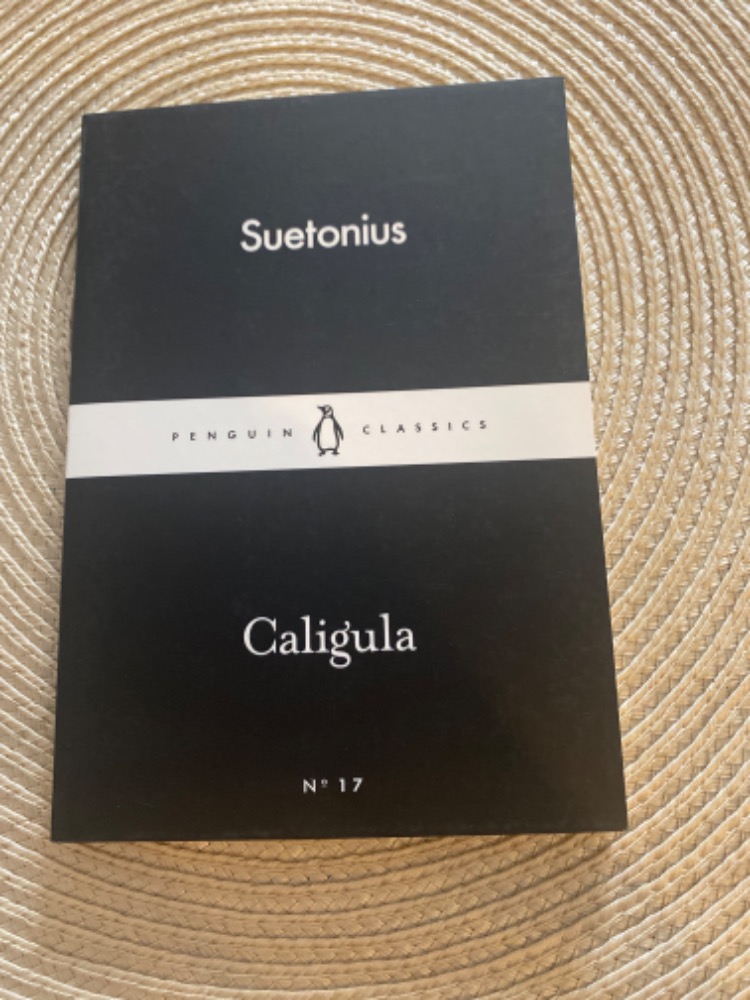 Suetonius
PENGUIN CLASSICS
Caligula
Nº 17